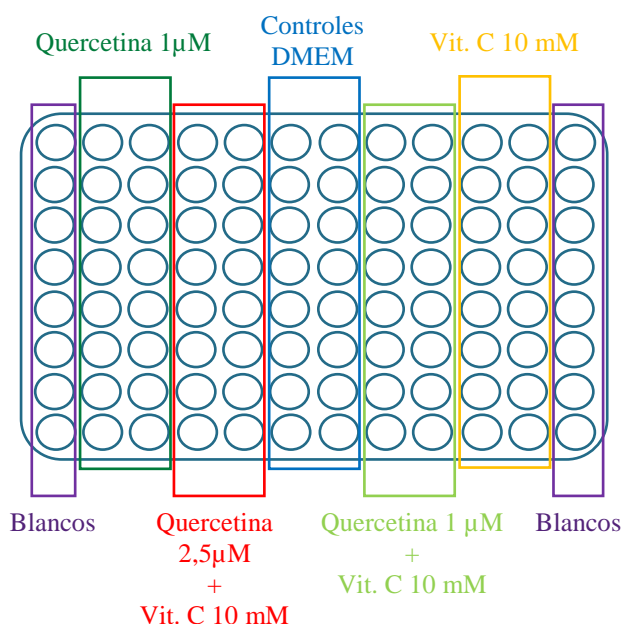 Quercetina 1µM
Controles
DMEM
Vit. C 10 mM
Blancos
Quercetina
2,5µM
+
Vit. C 10 mM
Quercetina 1 µM
+
Vit. C 10 mM
Blancos